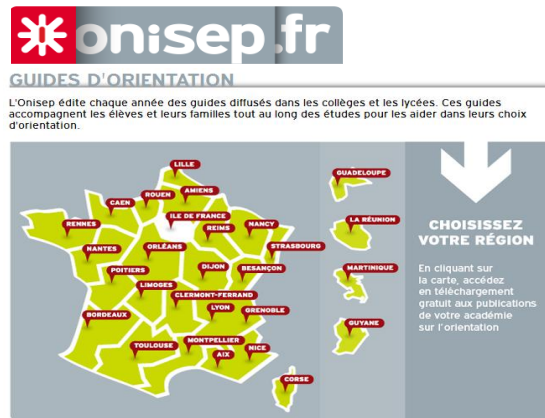 onisep.fr
GUIDES D'ORIENTATION
L'Onisep édite chaque année des guides diffusés dans les collèges et les lycées. Ces guides
accompagnent les élèves et leurs familles tout au long des études pour les aider dans leurs choix
d'orientation.
LILLE
GUADELOUPE
ROUEN
AMIENS
CAEN
ILE DE FRANCE
RENNES
REIMS
NANCY
LA RÉUNION
CHOISISSEZ
VOTRE RÉGION
NANTES
ORLÉANS
STRASBOURG
POITIERS
DIJON
BESANÇON
MARTINIQUE
En cliquant sur
la carte, accédez
en téléchargement
gratuit aux publications
de votre académie
sur l'orientation
LIMOGES
CLERMONT-FERRAND
BORDEAUX
LYON
GRENOBLE
GUYANE
TOULOUSE
MONTPELLIER
AIX
NICE
CORSE